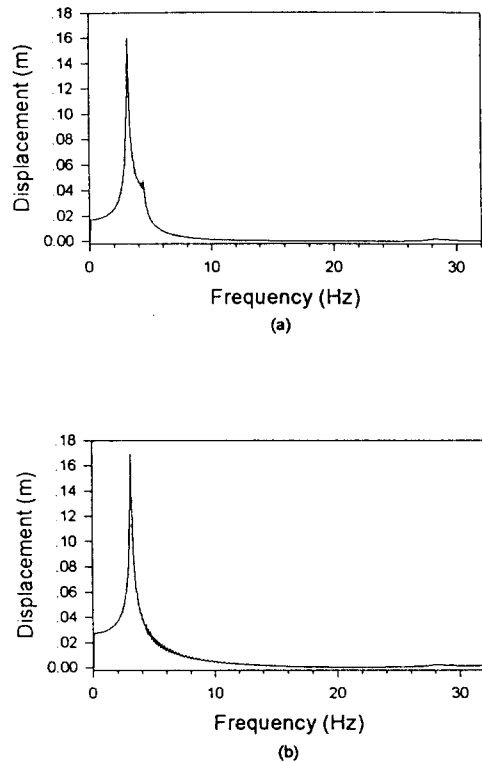 .18
.16
.14
.12
.10
.08
.06
.04
.02
0.00
Displacement (m)
0 10 20 30
Frequency (Hz)
(a)
.18
.16
.14
.12
.10
.08
.06
.04
.02
0.00
Displacement (m)
0 10 20 30
Frequency (Hz)
(b)